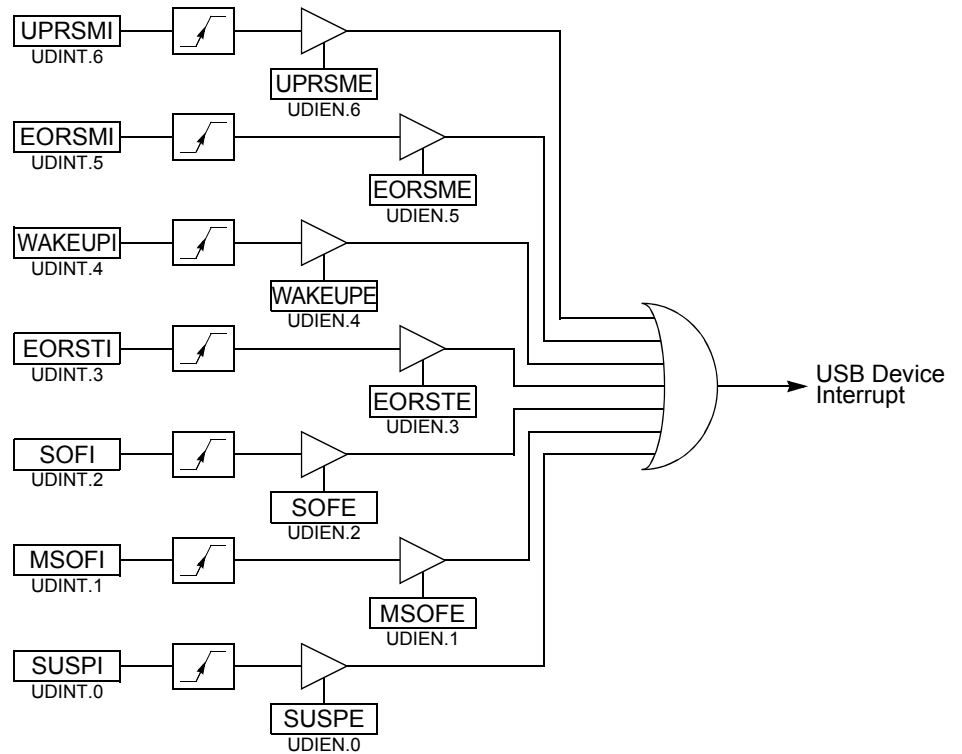 UPRSMI
UDINT.6
UPRSME
UDIEN.6
EORSMI
UDINT.5
EORSME
UDIEN.5
WAKEUPI
UDINT.4
WAKEUPE
UDIEN.4
EORSTI
UDINT.3
EORSTE
UDIEN.3
USB Device
Interrupt
SOFI
UDINT.2
SOFE
UDIEN.2
MSOFI
UDINT.1
MSOFE
UDIEN.1
SUSPI
UDINT.0
SUSPE
UDIEN.0